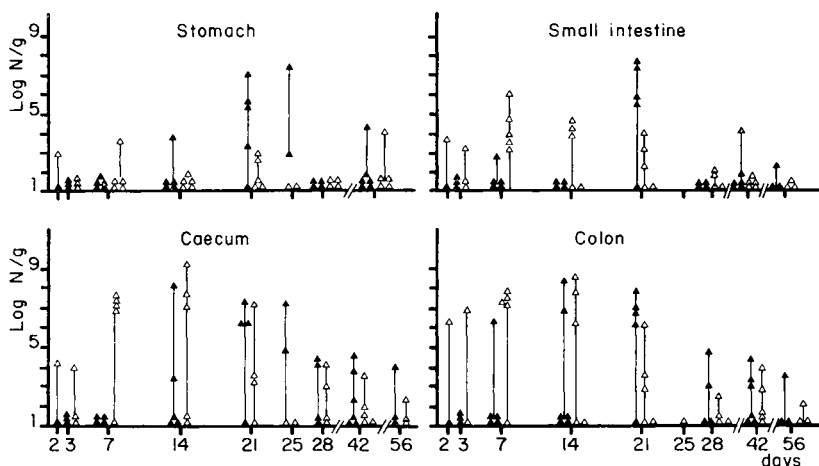 Stomach
Small intestine
Log N/g
9
5
1
Caecum
Colon
Log N/g
9
5
1
2 3 7 14 21 25 28 42 56
2 3 7 14 21 25 28 42 56
days